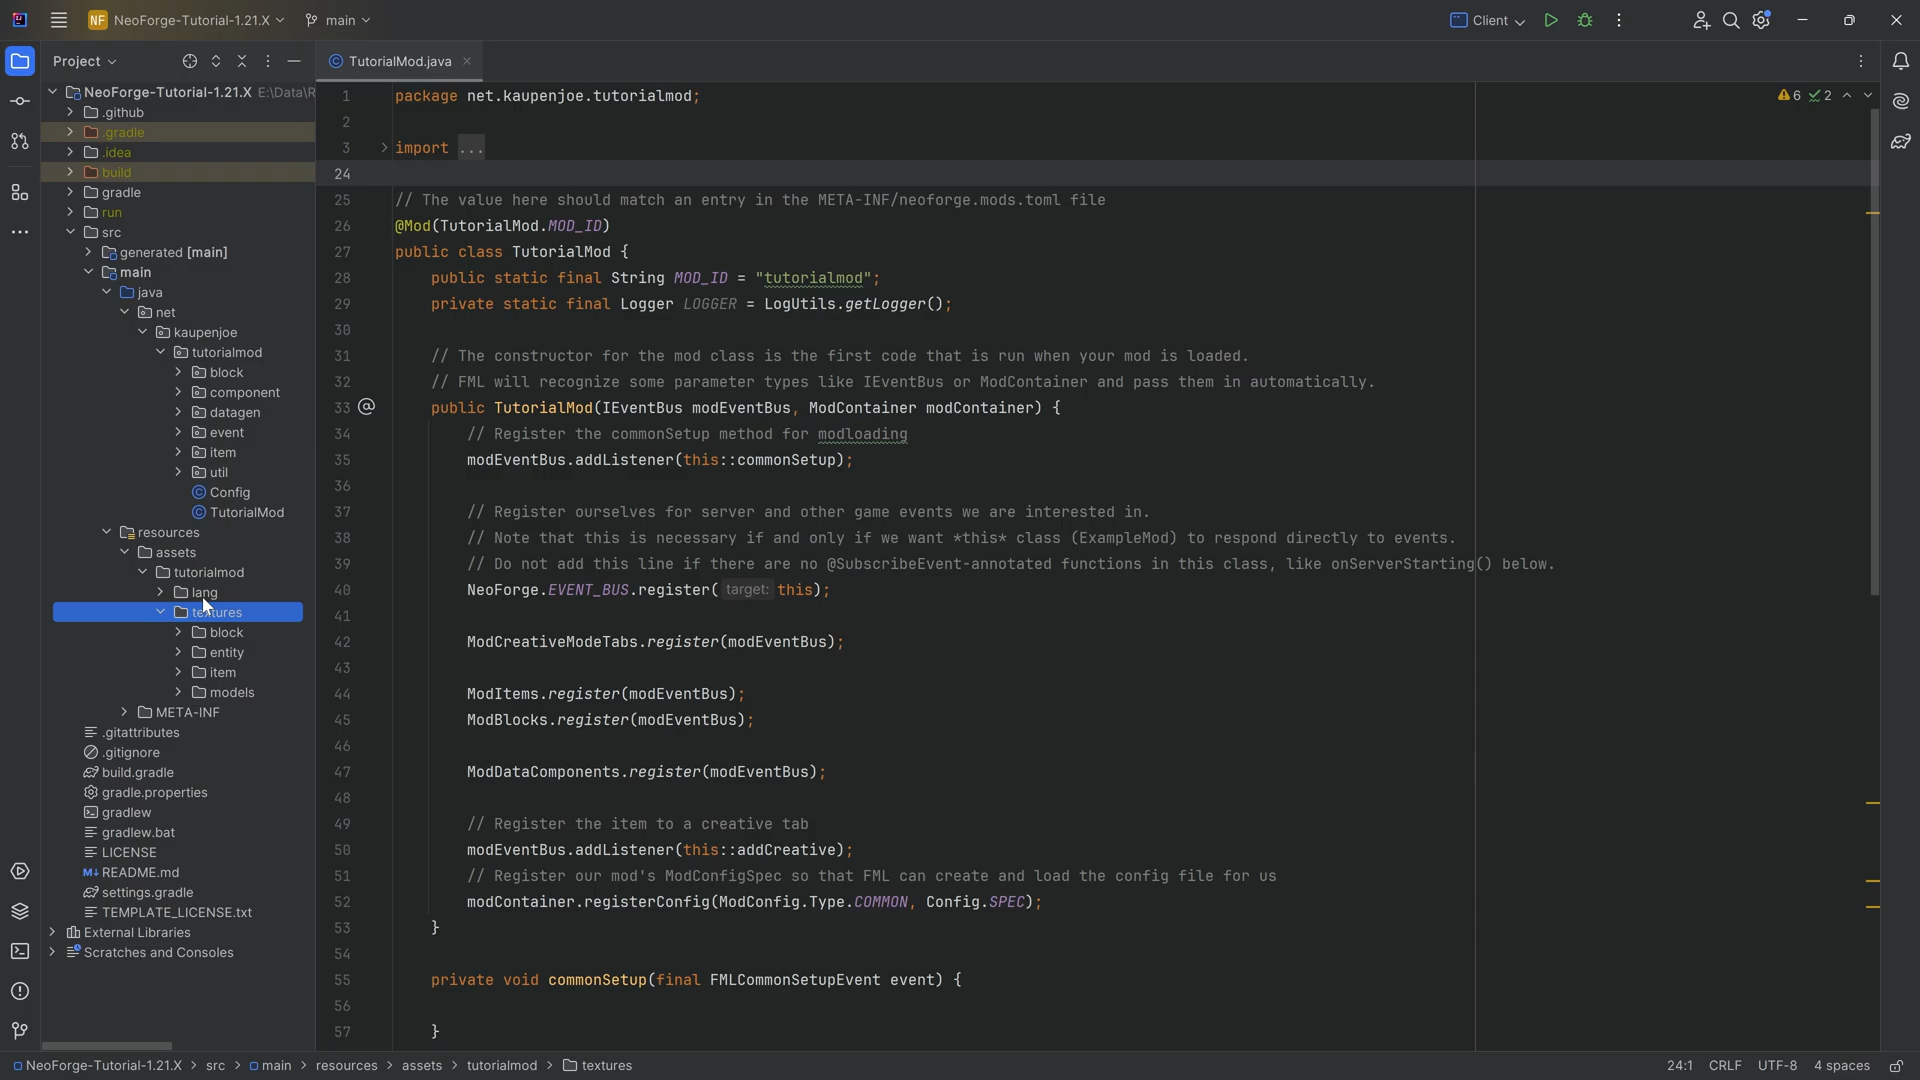 NF NeoForge-Tutorial-1.21.X main Client
Project
TutorialMod.java
NeoForge-Tutorial-1.21.X E:\Data\R
.github
.gradle
.idea
build
gradle
run
src
generated [main]
main
java
net
kaupenjoe
tutorialmod
block
component
datagen
event
item
util
Config
TutorialMod
resources
assets
tutorialmod
lang
textures
block
entity
item
models
META-INF
.gitattributes
.gitignore
build.gradle
gradle.properties
gradlew
gradlew.bat
LICENSE
README.md
settings.gradle
TEMPLATE_LICENSE.txt
External Libraries
Scratches and Consoles
6 2
1 package net.kaupenjoe.tutorialmod;
2
3 import ...
24
25 // The value here should match an entry in the META-INF/neoforge.mods.toml file
26 @Mod(TutorialMod.MOD_ID)
27 public class TutorialMod {
28 public static final String MOD_ID = "tutorialmod";
29 private static final Logger LOGGER = LogUtils.getLogger();
30
31 // The constructor for the mod class is the first code that is run when your mod is loaded.
32 // FML will recognize some parameter types like IEventBus or ModContainer and pass them in automatically.
33 @ public TutorialMod(IEventBus modEventBus, ModContainer modContainer) {
34 // Register the commonSetup method for modloading
35 modEventBus.addListener(this::commonSetup);
36
37 // Register ourselves for server and other game events we are interested in.
38 // Note that this is necessary if and only if we want *this* class (ExampleMod) to respond directly to events.
39 // Do not add this line if there are no @SubscribeEvent-annotated functions in this class, like onServerStarting() below.
40 NeoForge.EVENT_BUS.register( target: this);
41
42 ModCreativeModeTabs.register(modEventBus);
43
44 ModItems.register(modEventBus);
45 ModBlocks.register(modEventBus);
46
47 ModDataComponents.register(modEventBus);
48
49 // Register the item to a creative tab
50 modEventBus.addListener(this::addCreative);
51 // Register our mod's ModConfigSpec so that FML can create and load the config file for us
52 modContainer.registerConfig(ModConfig.Type.COMMON, Config.SPEC);
53 }
54
55 private void commonSetup(final FMLCommonSetupEvent event) {
56
57 }
NeoForge-Tutorial-1.21.X > src > main > resources > assets > tutorialmod > textures 24:1 CRLF UTF-8 4 spaces